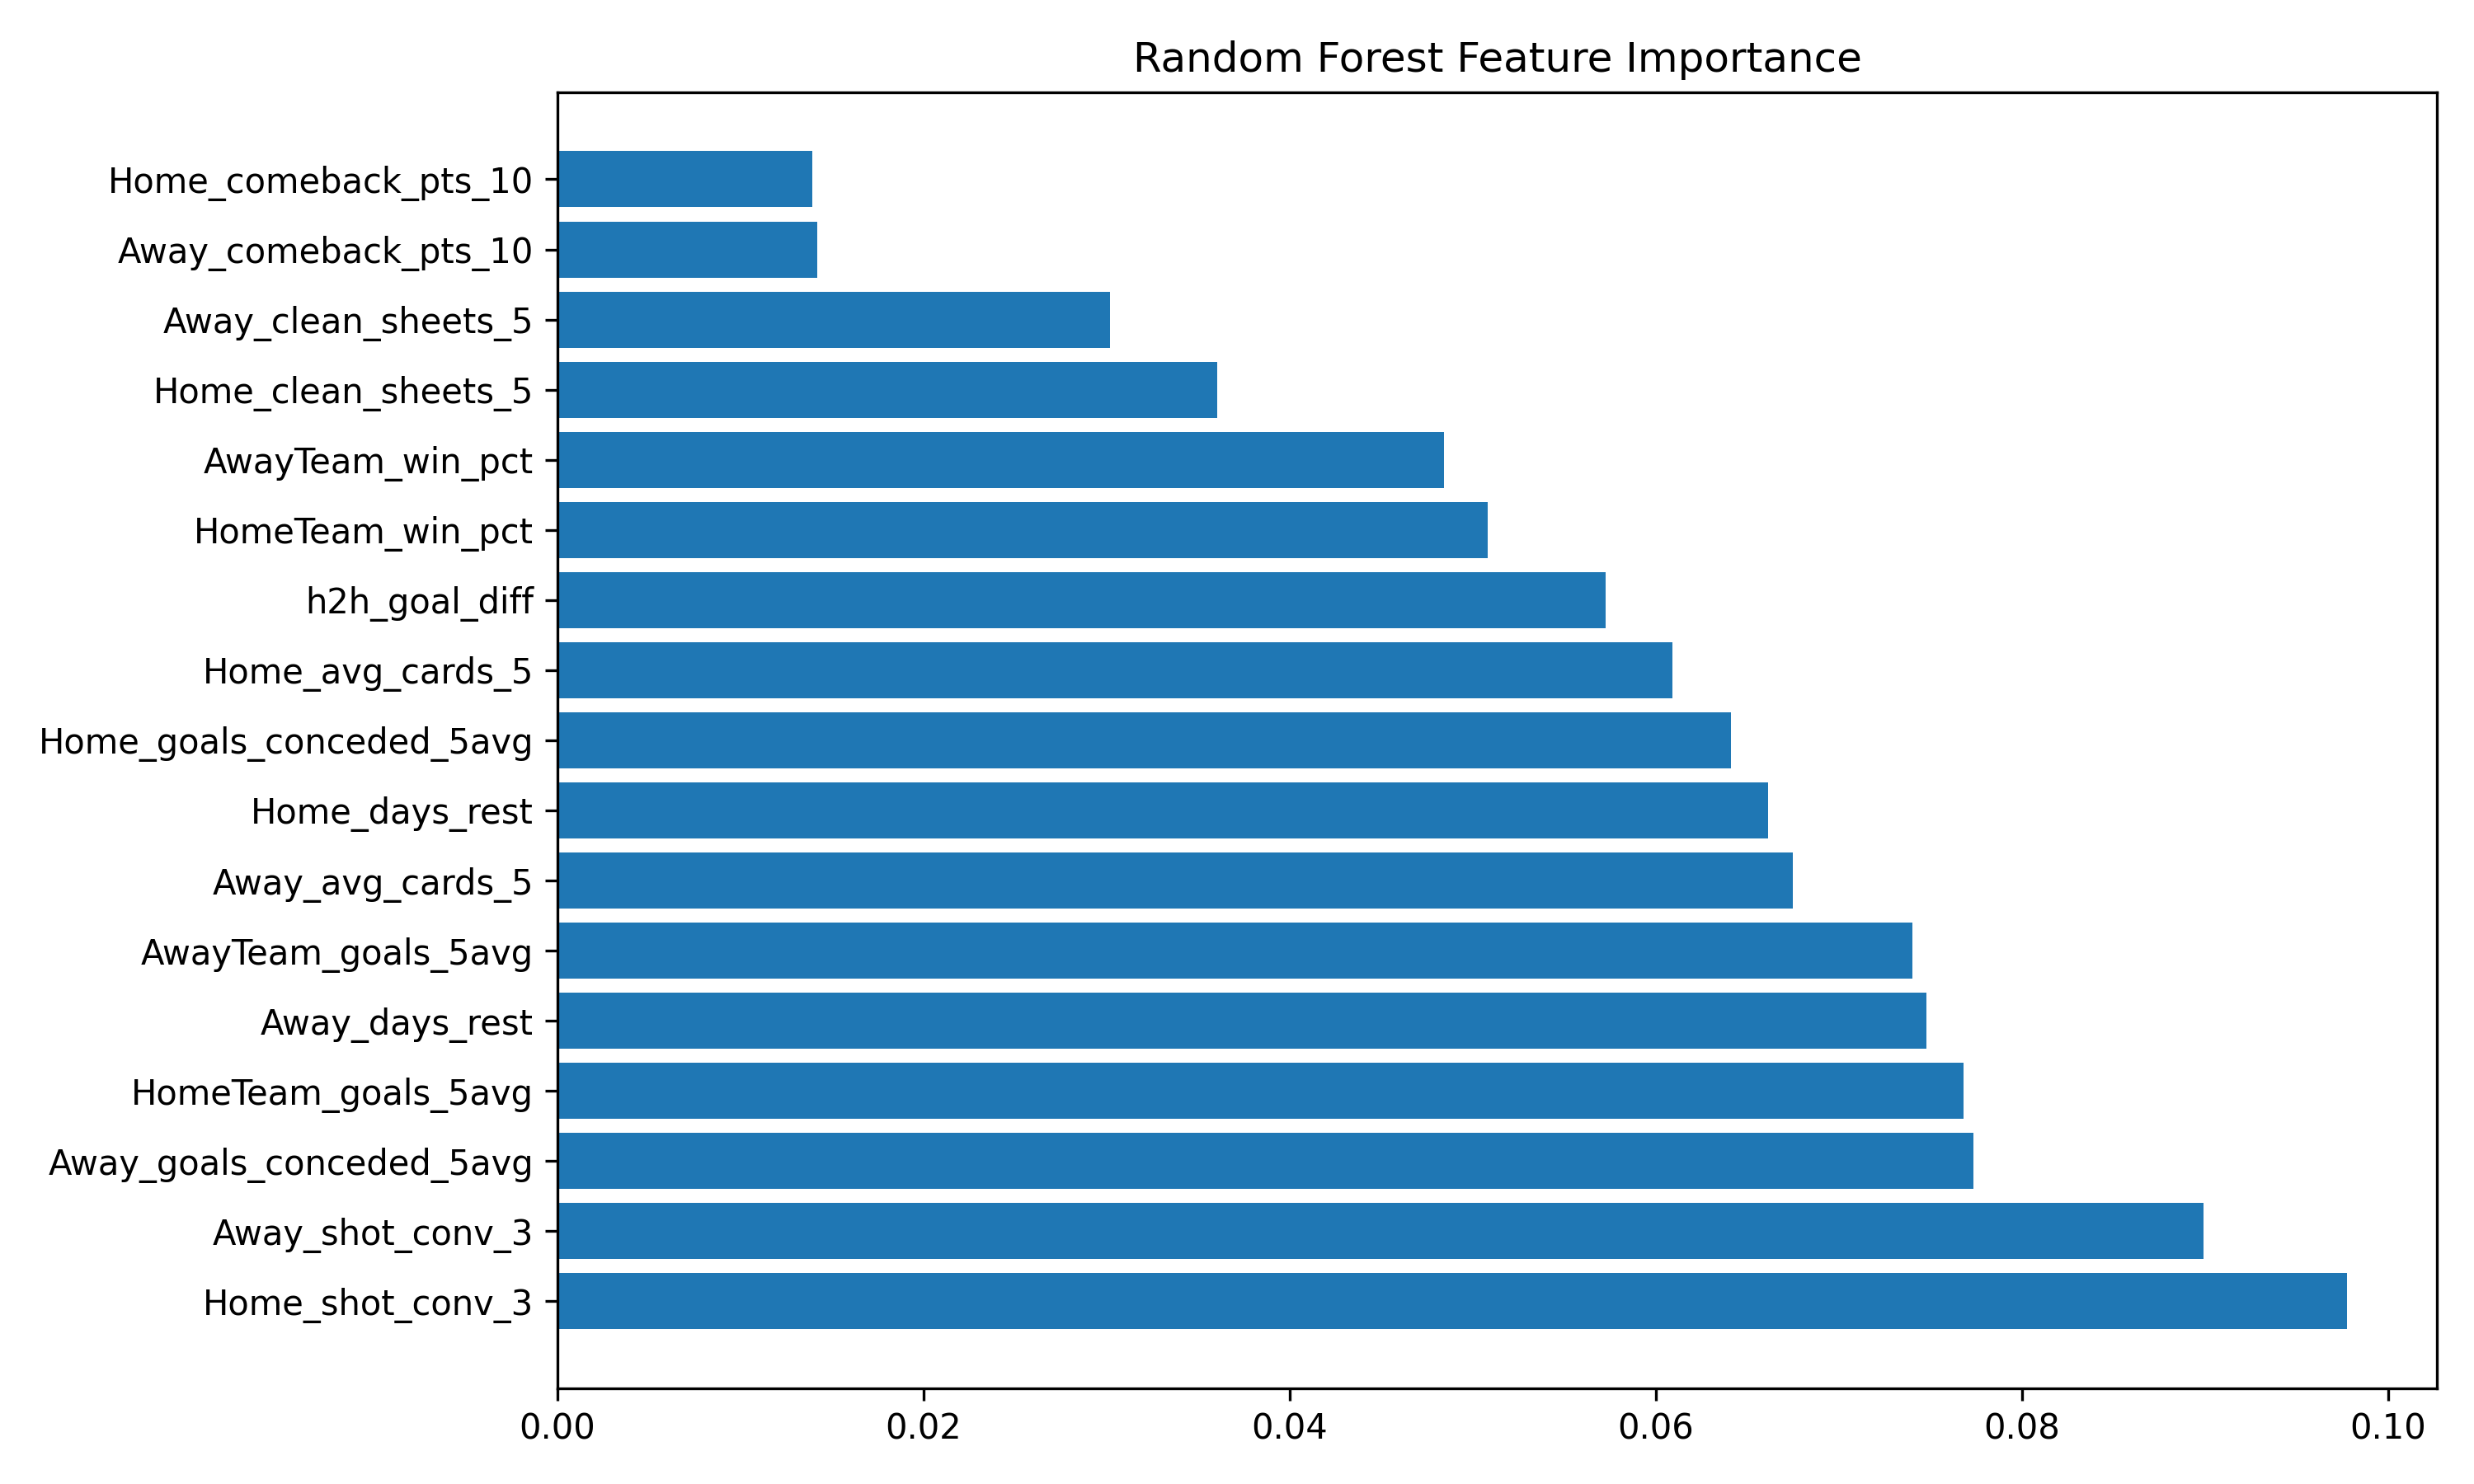 Random Forest Feature Importance
Home_comeback_pts_10
Away_comeback_pts_10
Away_clean_sheets_5
Home_clean_sheets_5
AwayTeam_win_pct
HomeTeam_win_pct
h2h_goal_diff
Home_avg_cards_5
Home_goals_conceded_5avg
Home_days_rest
Away_avg_cards_5
AwayTeam_goals_5avg
Away_days_rest
HomeTeam_goals_5avg
Away_goals_conceded_5avg
Away_shot_conv_3
Home_shot_conv_3
0.00 0.02 0.04 0.06 0.08 0.10